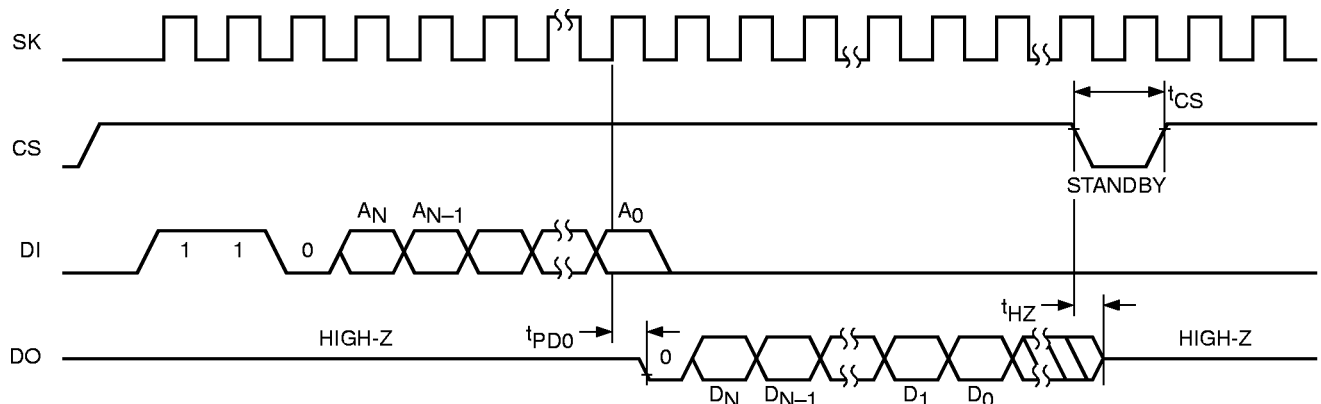 SK
tCS
CS
STANDBY
AN AN–1 A0
DI 1 1 0
tHZ
HIGH-Z tPD0 HIGH-Z
DO 0
DN DN–1 D1 D0